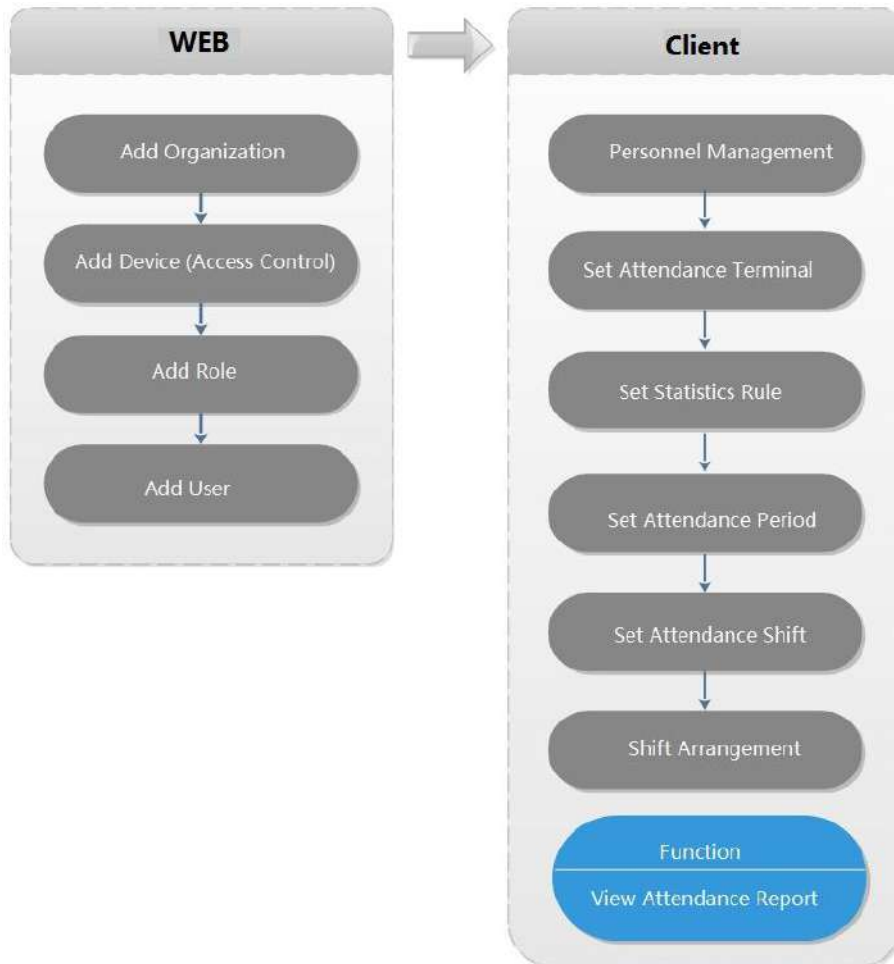 WEB
Add Organization
Add Device (Access Control)
Add Role
Add User
Client
Personnel Management
Set Attendance Terminal
Set Statistics Rule
Set Attendance Period
Set Attendance Shift
Shift Arrangement
Function
View Attendance Report